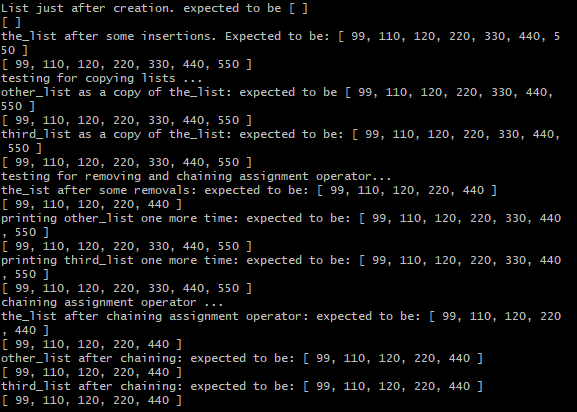 List just after creation. expected to be [ ]
[ ]
the_list after some insertions. Expected to be: [ 99, 110, 120, 220, 330, 440, 5
50 ]
[ 99, 110, 120, 220, 330, 440, 550 ]
testing for copying lists ...
other_list as a copy of the_list: expected to be [ 99, 110, 120, 220, 330, 440,
550 ]
[ 99, 110, 120, 220, 330, 440, 550 ]
third_list as a copy of the_list: expected to be: [ 99, 110, 120, 220, 330, 440,
 550 ]
[ 99, 110, 120, 220, 330, 440, 550 ]
testing for removing and chaining assignment operator...
the_ist after some removals: expected to be: [ 99, 110, 120, 220, 440 ]
[ 99, 110, 120, 220, 440 ]
printing other_list one more time: expected to be: [ 99, 110, 120, 220, 330, 440
, 550 ]
[ 99, 110, 120, 220, 330, 440, 550 ]
printing third_list one more time: expected to be: [ 99, 110, 120, 220, 330, 440
, 550 ]
[ 99, 110, 120, 220, 330, 440, 550 ]
chaining assignment operator ...
the_list after chaining assignment operator: expected to be: [ 99, 110, 120, 220
, 440 ]
[ 99, 110, 120, 220, 440 ]
other_list after chaining: expected to be: [ 99, 110, 120, 220, 440 ]
[ 99, 110, 120, 220, 440 ]
third_list after chaining: expected to be: [ 99, 110, 120, 220, 440 ]
[ 99, 110, 120, 220, 440 ]